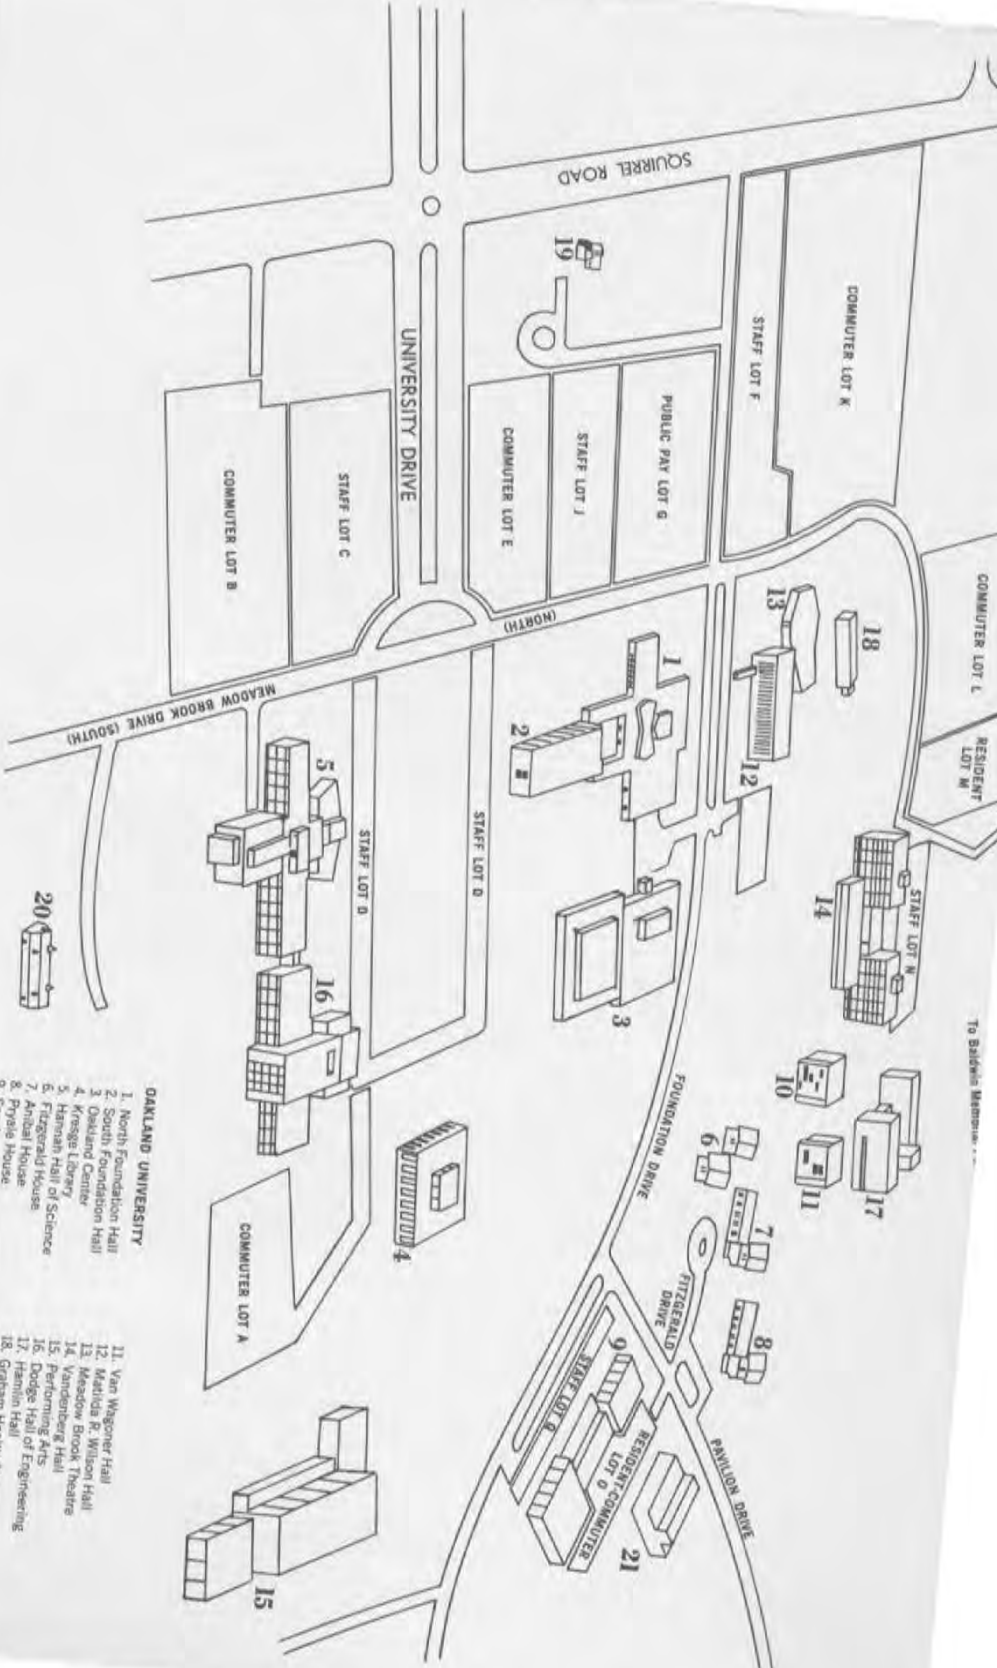 SQUIRREL ROAD
COMMUTER LOT K
STAFF LOT F
19
PUBLIC PAY LOT G
STAFF LOT J
COMMUTER LOT E
UNIVERSITY DRIVE
STAFF LOT C
COMMUTER LOT B
COMMUTER LOT L
RESIDENT
LOT M
(NORTH)
MEADOW BROOK DRIVE (SOUTH)
13
18
1
2
12
5
STAFF LOT D
STAFF LOT D
14
STAFF LOT N
To Baldwin
20
16
3
10
11
17
FOUNDATION DRIVE
6
7
8
4
FITZGERALD
DRIVE
COMMUTER LOT A
9
STAFF LOT Q
RESIDENT-COMMUTER
LOT O
21
PAVILION DRIVE
15
OAKLAND UNIVERSITY
1. North Foundation Hall
2. South Foundation Hall
3. Oakland Center
4. Kresge Library
5. Hannah Hall of Science
6. Fitzgerald House
7. Anibal House
8. Pryale House
11. Van Wagoner Hall
12. Matilda R. Wilson Hall
13. Meadow Brook Theatre
14. Vandenberg Hall
15. Performing Arts
16. Dodge Hall of Engineering
17. Hamlin Hall
18. Graham